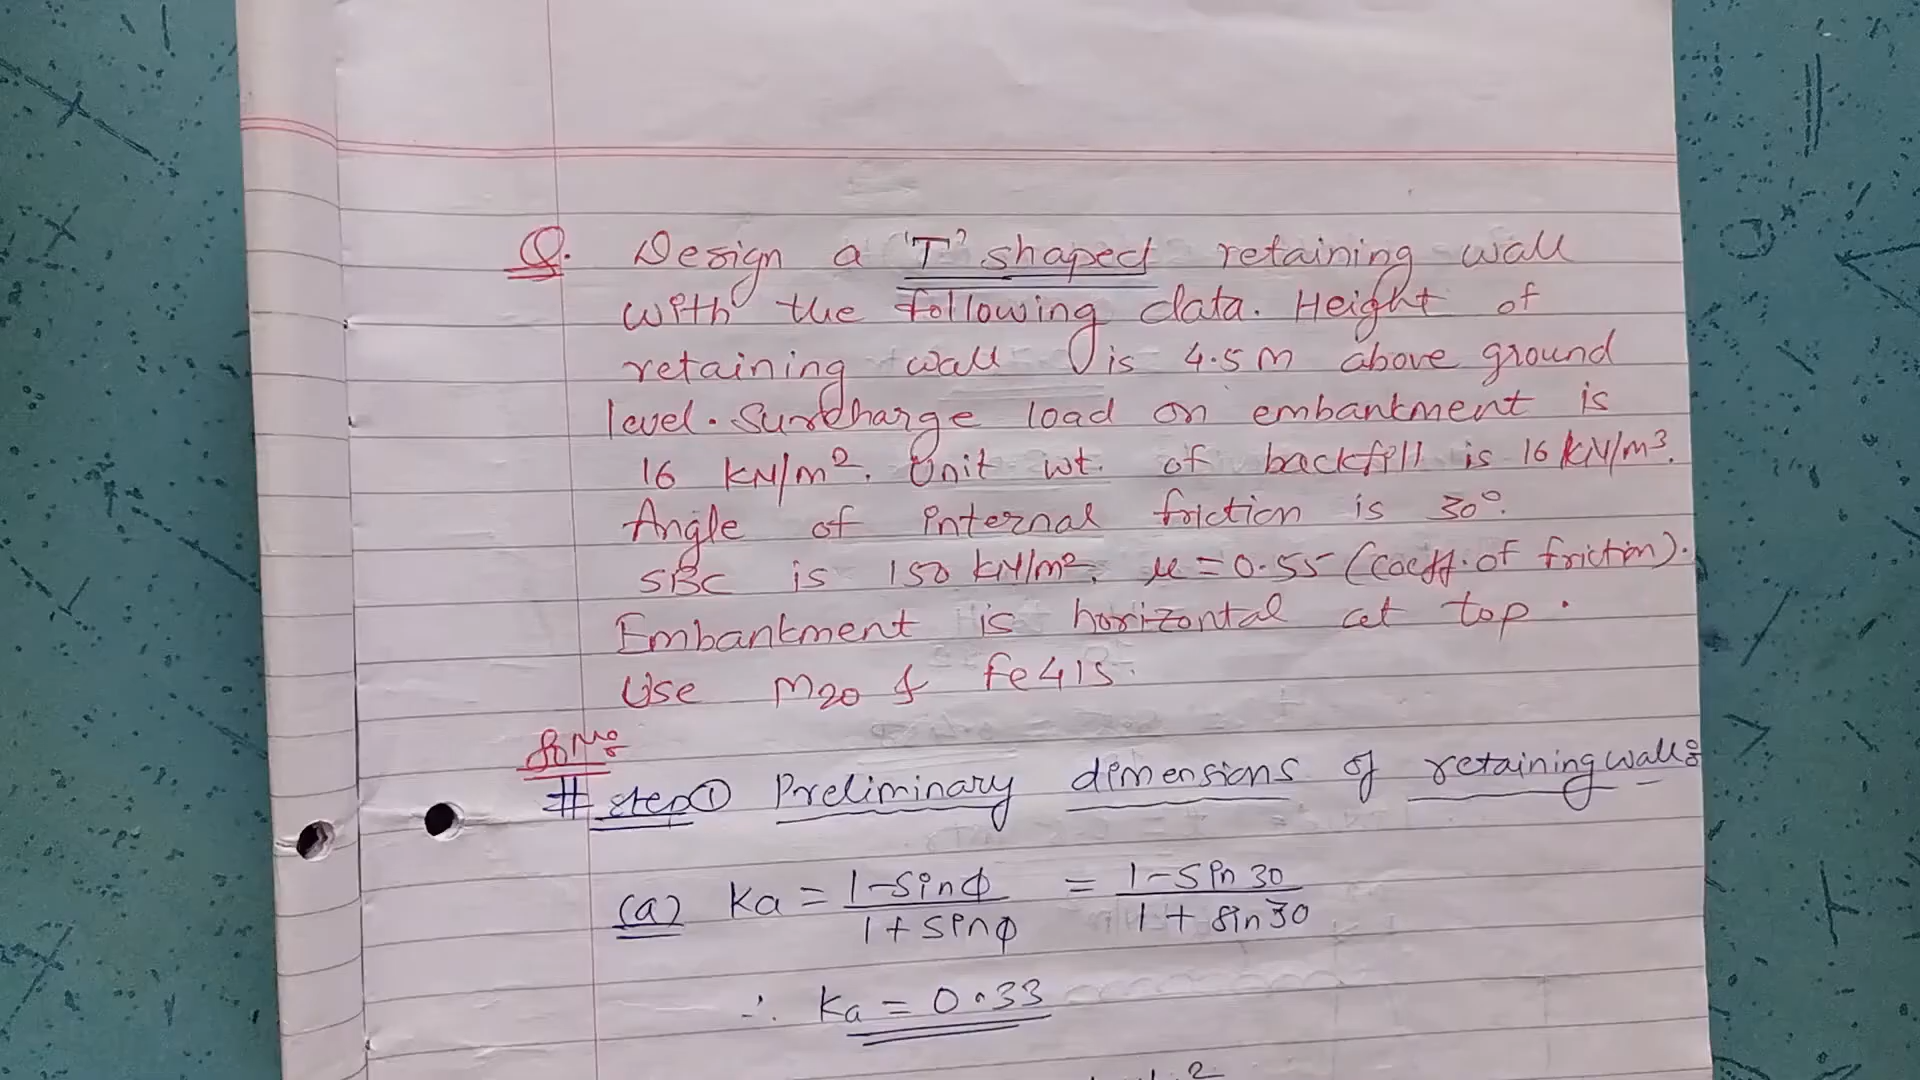 Q. Design a 'T' shaped retaining wall
with the following data. Height of
retaining wall is 4.5m above ground
level. Surcharge load on embankment is
16 kN/m². Unit wt. of backfill is 16 kN/m³.
Angle of internal friction is 30°.
SBC is 150 kN/m², μ = 0.55 (coeff. of friction).
Embankment is horizontal at top.
Use M20 & fe415.
Soln:
# step① Preliminary dimensions of retaining wall:
(a) Ka = 1-sinϕ / 1+sinϕ = 1-sin30 / 1+sin30
∴ Ka = 0.33